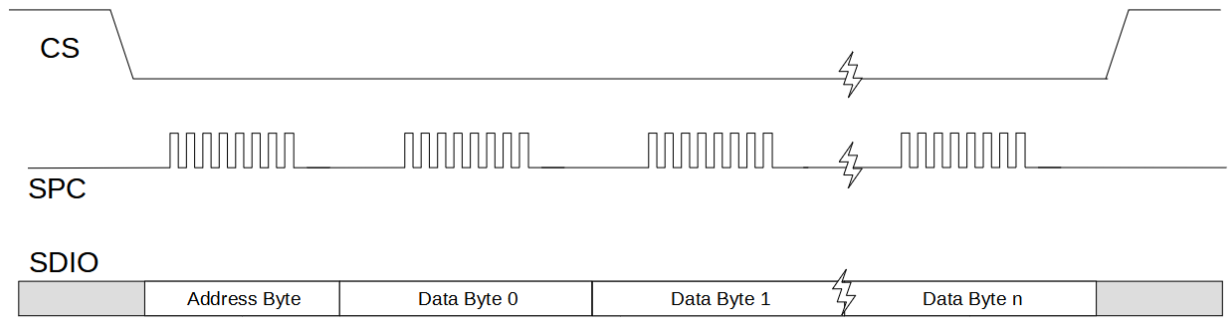 CS
SPC
SDIO
Address Byte Data Byte 0 Data Byte 1 Data Byte n